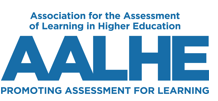 Association for the Assessment
of Learning in Higher Education
AALHE
PROMOTING ASSESSMENT FOR LEARNING